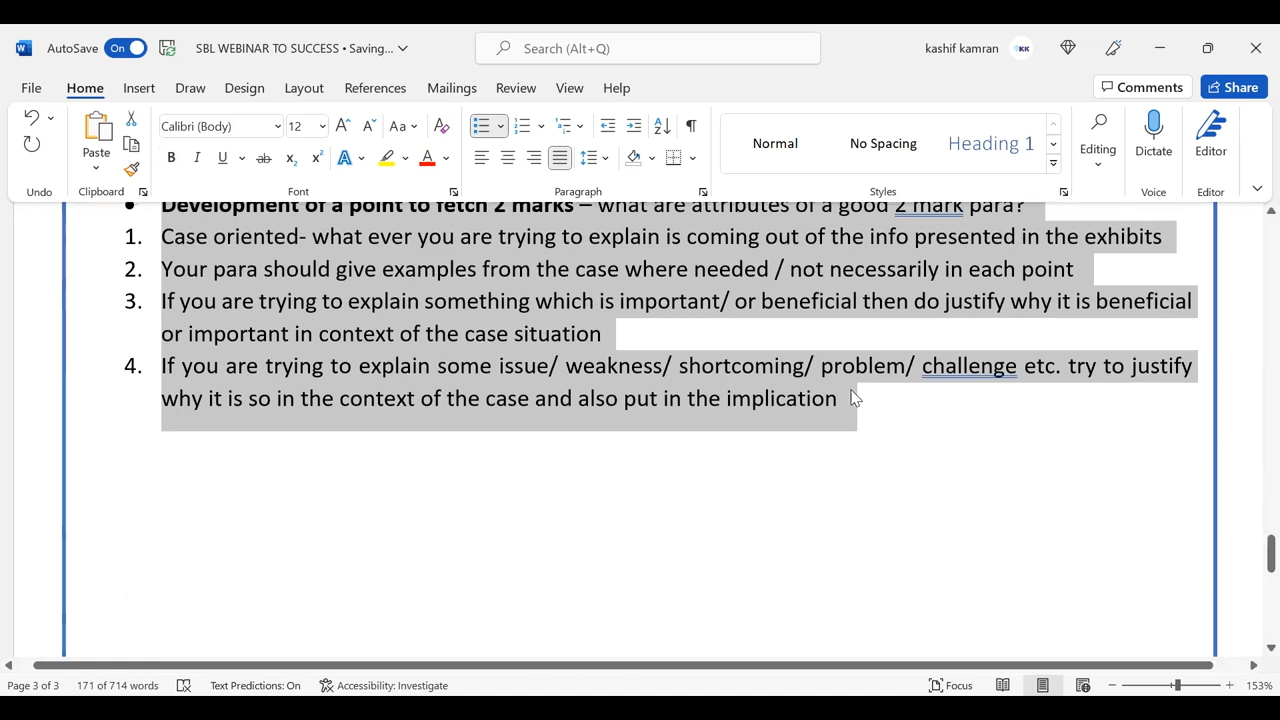 AutoSave On SBL WEBINAR TO SUCCESS • Saving... Search (Alt+Q) kashif kamran KK
File Home Insert Draw Design Layout References Mailings Review View Help Comments Share
Calibri (Body) 12 Aa
Paste Normal No Spacing Heading 1 Editing Dictate Editor
Undo Clipboard Font Paragraph Styles Voice Editor
• Development of a point to fetch 2 marks – what are attributes of a good 2 mark para?
1. Case oriented- what ever you are trying to explain is coming out of the info presented in the exhibits
2. Your para should give examples from the case where needed / not necessarily in each point
3. If you are trying to explain something which is important/ or beneficial then do justify why it is beneficial
or important in context of the case situation
4. If you are trying to explain some issue/ weakness/ shortcoming/ problem/ challenge etc. try to justify
why it is so in the context of the case and also put in the implication
Page 3 of 3 171 of 714 words Text Predictions: On Accessibility: Investigate Focus 153%